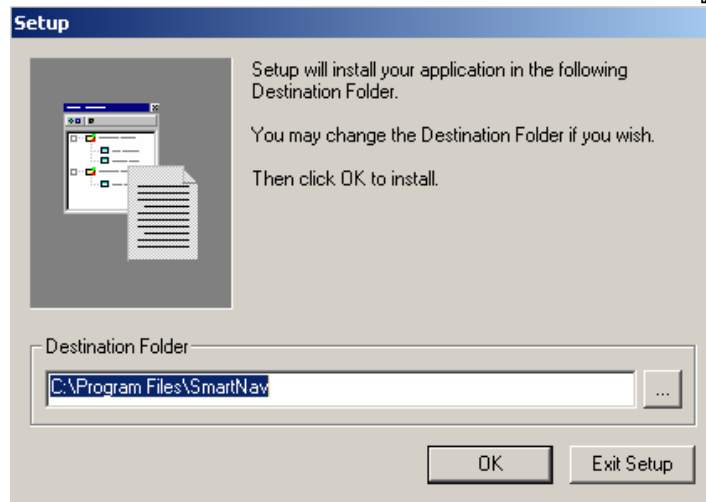 Setup
Setup will install your application in the following
Destination Folder.
You may change the Destination Folder if you wish.
Then click OK to install.
Destination Folder
C:\Program Files\SmartNav
...
OK
Exit Setup